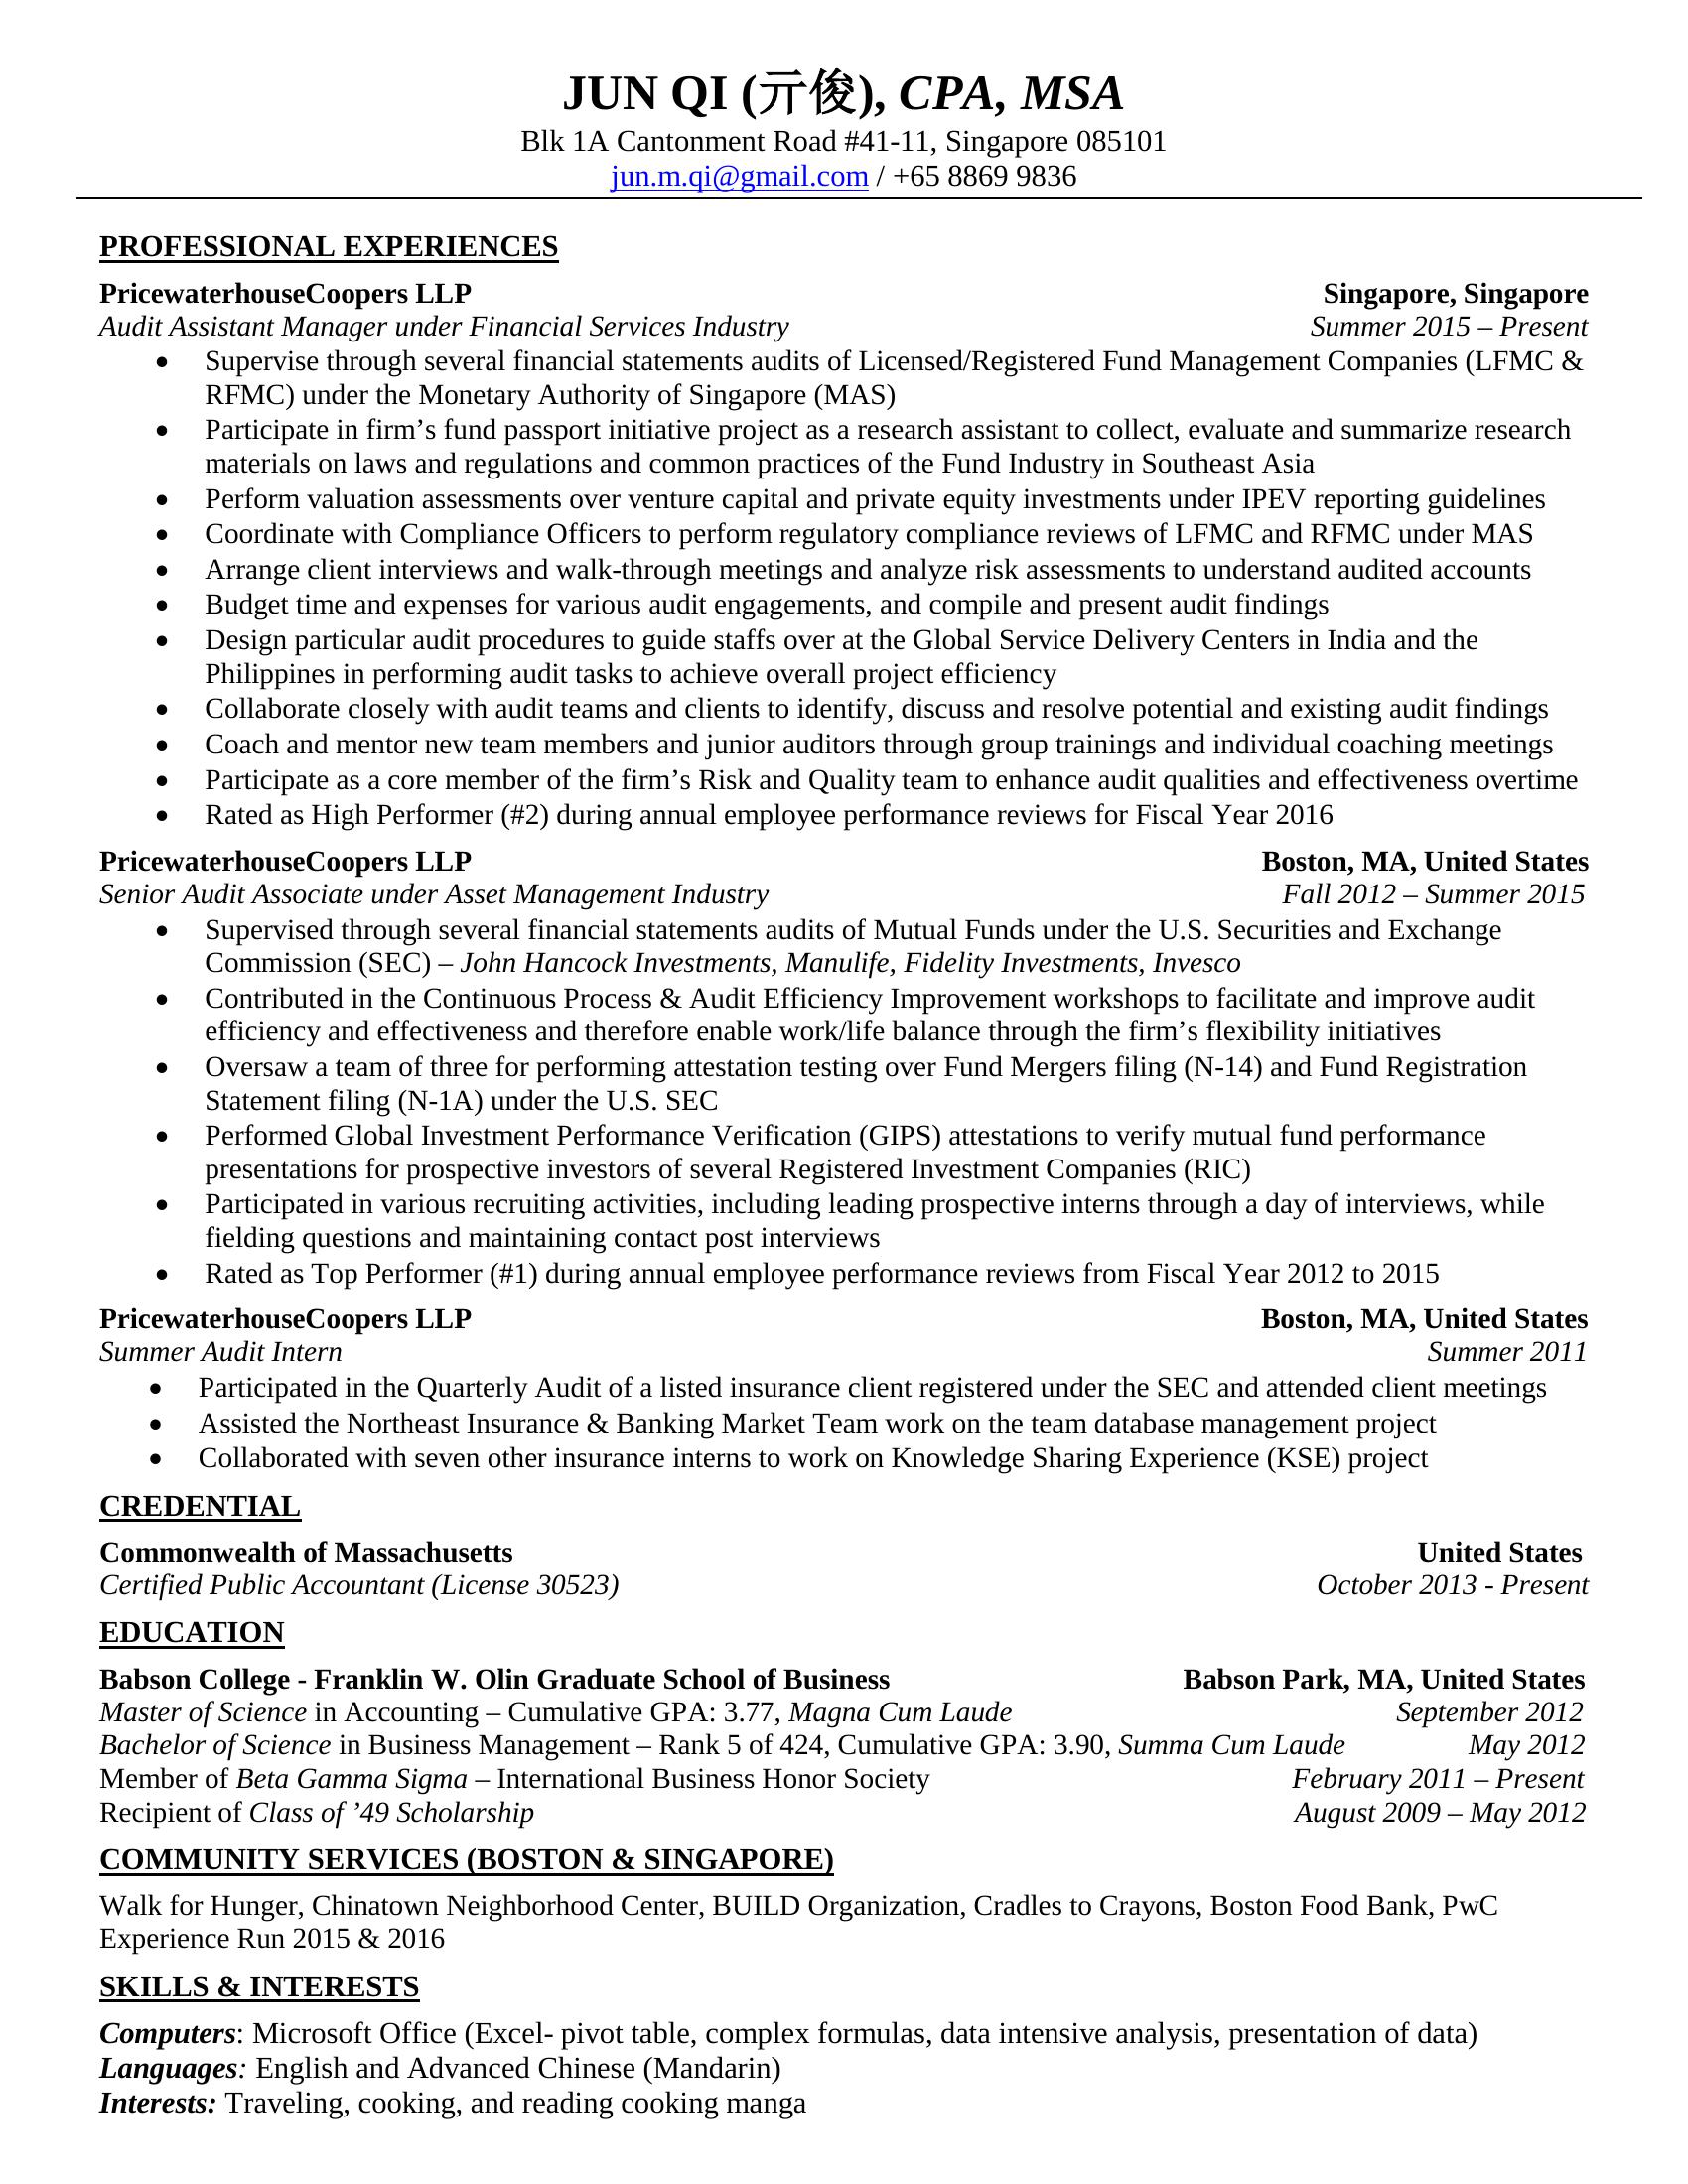 JUN QI (亓俊), CPA, MSA
Blk 1A Cantonment Road #41-11, Singapore 085101
jun.m.qi@gmail.com / +65 8869 9836
PROFESSIONAL EXPERIENCES
PricewaterhouseCoopers LLP Singapore, Singapore
Audit Assistant Manager under Financial Services Industry Summer 2015 – Present
• Supervise through several financial statements audits of Licensed/Registered Fund Management Companies (LFMC &
RFMC) under the Monetary Authority of Singapore (MAS)
• Participate in firm’s fund passport initiative project as a research assistant to collect, evaluate and summarize research
materials on laws and regulations and common practices of the Fund Industry in Southeast Asia
• Perform valuation assessments over venture capital and private equity investments under IPEV reporting guidelines
• Coordinate with Compliance Officers to perform regulatory compliance reviews of LFMC and RFMC under MAS
• Arrange client interviews and walk-through meetings and analyze risk assessments to understand audited accounts
• Budget time and expenses for various audit engagements, and compile and present audit findings
• Design particular audit procedures to guide staffs over at the Global Service Delivery Centers in India and the
Philippines in performing audit tasks to achieve overall project efficiency
• Collaborate closely with audit teams and clients to identify, discuss and resolve potential and existing audit findings
• Coach and mentor new team members and junior auditors through group trainings and individual coaching meetings
• Participate as a core member of the firm’s Risk and Quality team to enhance audit qualities and effectiveness overtime
• Rated as High Performer (#2) during annual employee performance reviews for Fiscal Year 2016
PricewaterhouseCoopers LLP Boston, MA, United States
Senior Audit Associate under Asset Management Industry Fall 2012 – Summer 2015
• Supervised through several financial statements audits of Mutual Funds under the U.S. Securities and Exchange
Commission (SEC) – John Hancock Investments, Manulife, Fidelity Investments, Invesco
• Contributed in the Continuous Process & Audit Efficiency Improvement workshops to facilitate and improve audit
efficiency and effectiveness and therefore enable work/life balance through the firm’s flexibility initiatives
• Oversaw a team of three for performing attestation testing over Fund Mergers filing (N-14) and Fund Registration
Statement filing (N-1A) under the U.S. SEC
• Performed Global Investment Performance Verification (GIPS) attestations to verify mutual fund performance
presentations for prospective investors of several Registered Investment Companies (RIC)
• Participated in various recruiting activities, including leading prospective interns through a day of interviews, while
fielding questions and maintaining contact post interviews
• Rated as Top Performer (#1) during annual employee performance reviews from Fiscal Year 2012 to 2015
PricewaterhouseCoopers LLP Boston, MA, United States
Summer Audit Intern Summer 2011
• Participated in the Quarterly Audit of a listed insurance client registered under the SEC and attended client meetings
• Assisted the Northeast Insurance & Banking Market Team work on the team database management project
• Collaborated with seven other insurance interns to work on Knowledge Sharing Experience (KSE) project
CREDENTIAL
Commonwealth of Massachusetts United States
Certified Public Accountant (License 30523) October 2013 - Present
EDUCATION
Babson College - Franklin W. Olin Graduate School of Business Babson Park, MA, United States
Master of Science in Accounting – Cumulative GPA: 3.77, Magna Cum Laude September 2012
Bachelor of Science in Business Management – Rank 5 of 424, Cumulative GPA: 3.90, Summa Cum Laude May 2012
Member of Beta Gamma Sigma – International Business Honor Society February 2011 – Present
Recipient of Class of ’49 Scholarship August 2009 – May 2012
COMMUNITY SERVICES (BOSTON & SINGAPORE)
Walk for Hunger, Chinatown Neighborhood Center, BUILD Organization, Cradles to Crayons, Boston Food Bank, PwC
Experience Run 2015 & 2016
SKILLS & INTERESTS
Computers: Microsoft Office (Excel- pivot table, complex formulas, data intensive analysis, presentation of data)
Languages: English and Advanced Chinese (Mandarin)
Interests: Traveling, cooking, and reading cooking manga